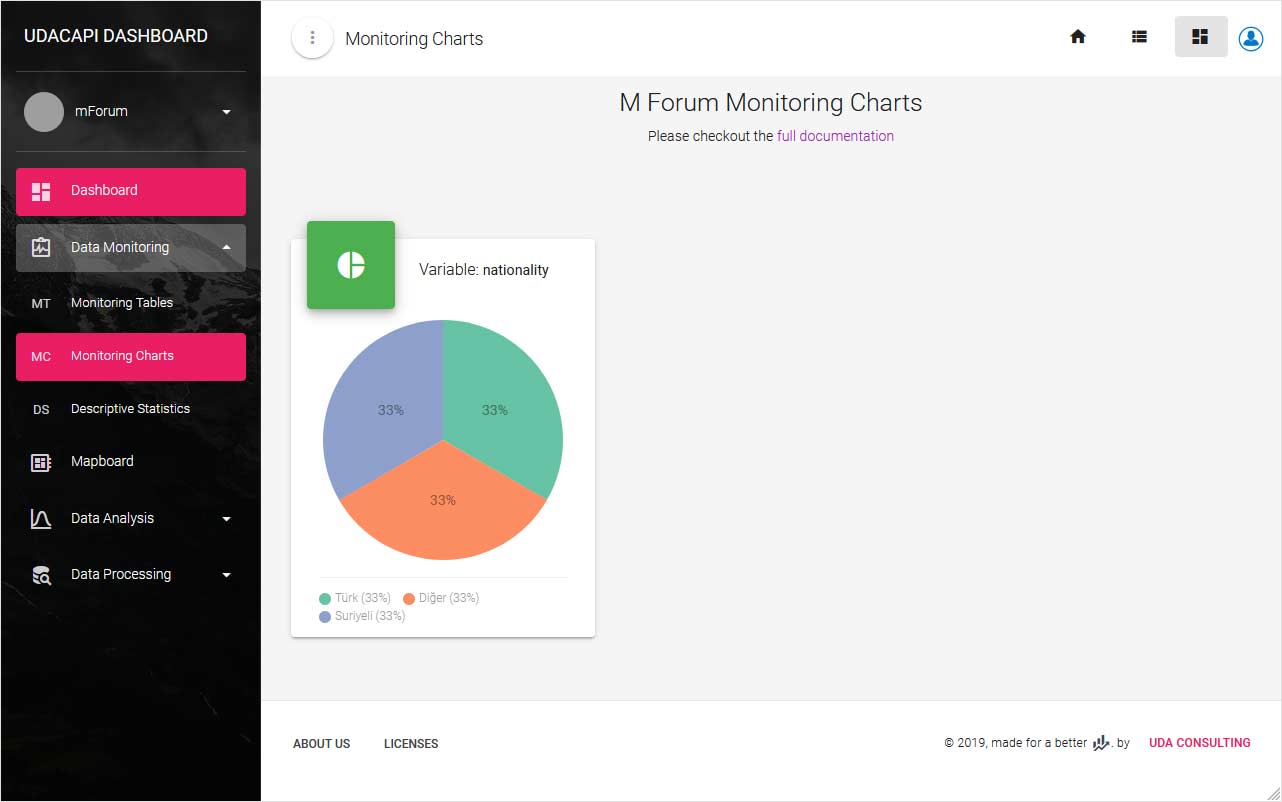 UDACAPI DASHBOARD
mForum
Dashboard
Data Monitoring
MT Monitoring Tables
MC Monitoring Charts
DS Descriptive Statistics
Mapboard
Data Analysis
Data Processing
Monitoring Charts
M Forum Monitoring Charts
Please checkout the full documentation
Variable: nationality
33% 33%
33%
Türk (33%) Diğer (33%)
Suriyeli (33%)
ABOUT US LICENSES © 2019, made for a better . by UDA CONSULTING